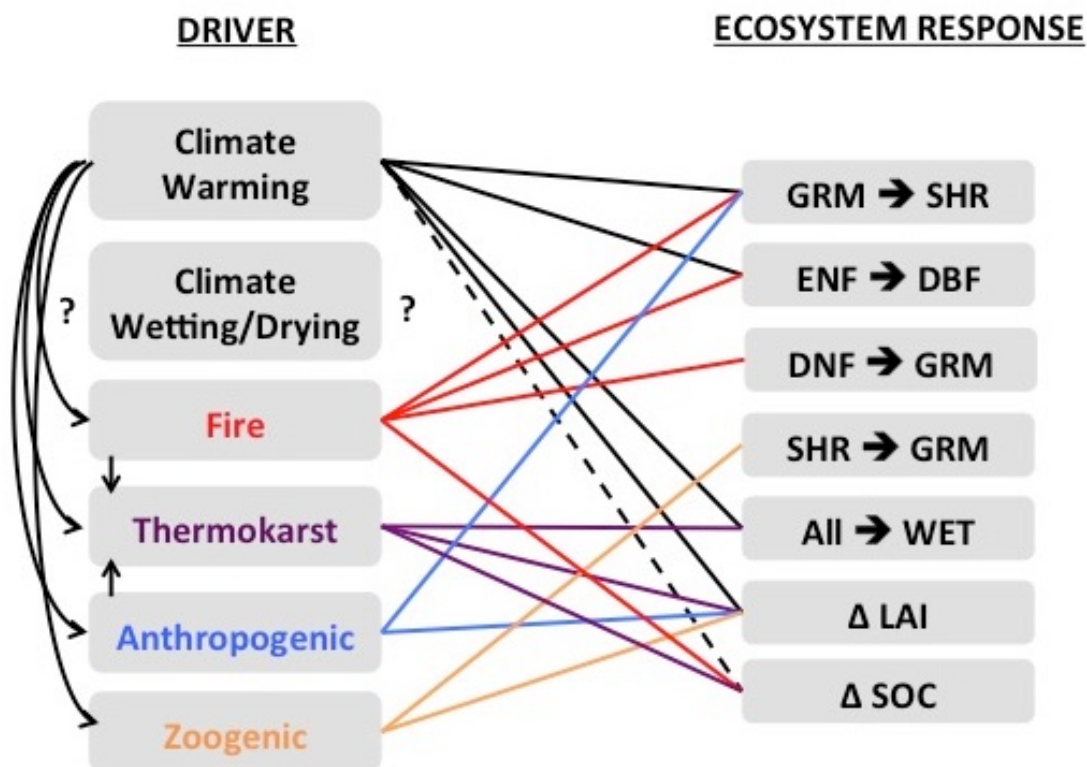 DRIVER
ECOSYSTEM RESPONSE
Climate
Warming
Climate
Wetting/Drying
?
?
Fire
Thermokarst
Anthropogenic
Zoogenic
GRM ➔ SHR
ENF ➔ DBF
DNF ➔ GRM
SHR ➔ GRM
All ➔ WET
Δ LAI
Δ SOC